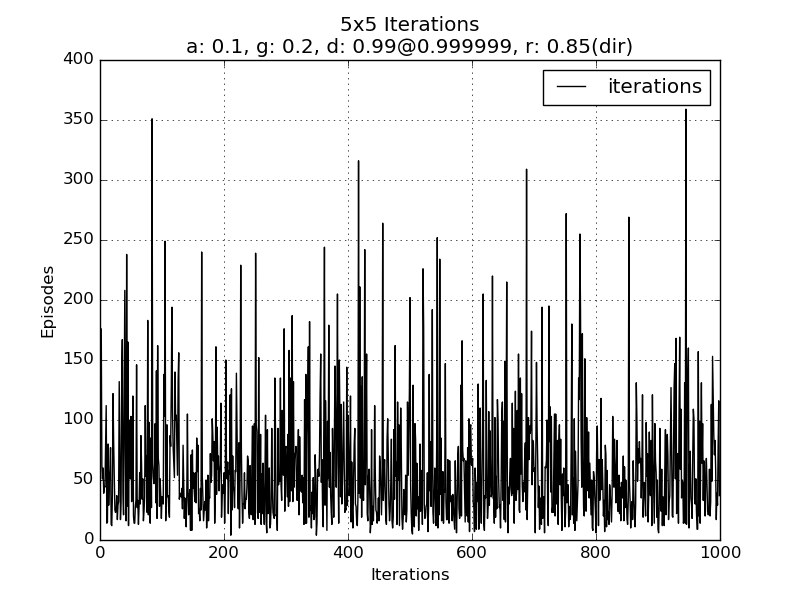 5x5 Iterations
a: 0.1, g: 0.2, d: 0.99@0.999999, r: 0.85(dir)
iterations
Episodes
400
350
300
250
200
150
100
50
0
0 200 400 600 800 1000
Iterations